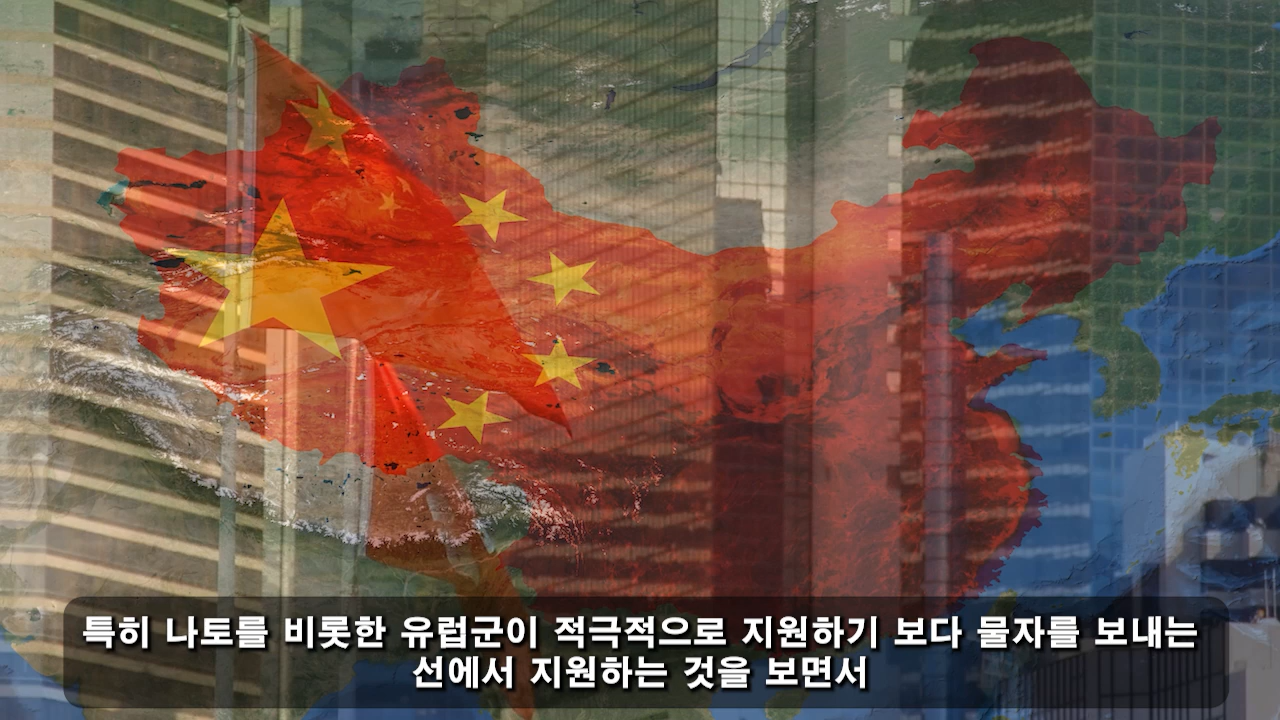 특히 나토를 비롯한 유럽군이 적극적으로 지원하기 보다 물자를 보내는
선에서 지원하는 것을 보면서